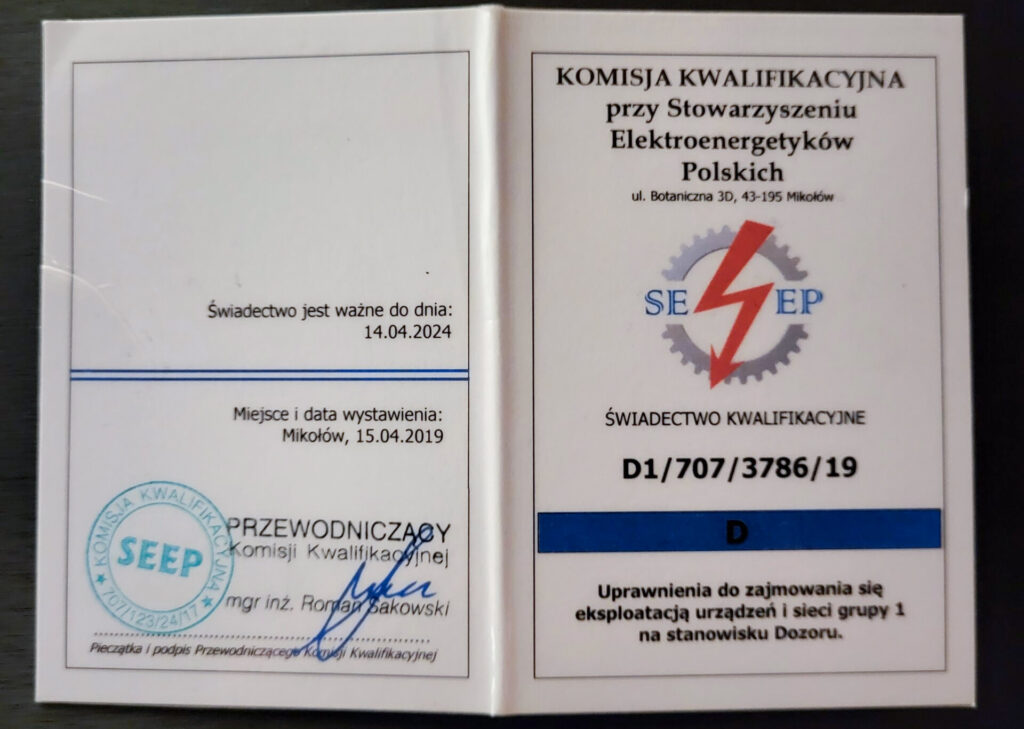 Świadectwo jest ważne do dnia:
14.04.2024
Miejsce i data wystawienia:
Mikołów, 15.04.2019
KOMISJA KWALIFIKACYJNA
SEEP
707/123/24/17
PRZEWODNICZĄCY
Komisji Kwalifikacyjnej
mgr inż. Roman Sakowski
Pieczątka i podpis Przewodniczącego Komisji Kwalifikacyjnej
KOMISJA KWALIFIKACYJNA
przy Stowarzyszeniu
Elektroenergetyków
Polskich
ul. Botaniczna 3D, 43-195 Mikołów
SE EP
ŚWIADECTWO KWALIFIKACYJNE
D1/707/3786/19
D
Uprawnienia do zajmowania się
eksploatacją urządzeń i sieci grupy 1
na stanowisku Dozoru.